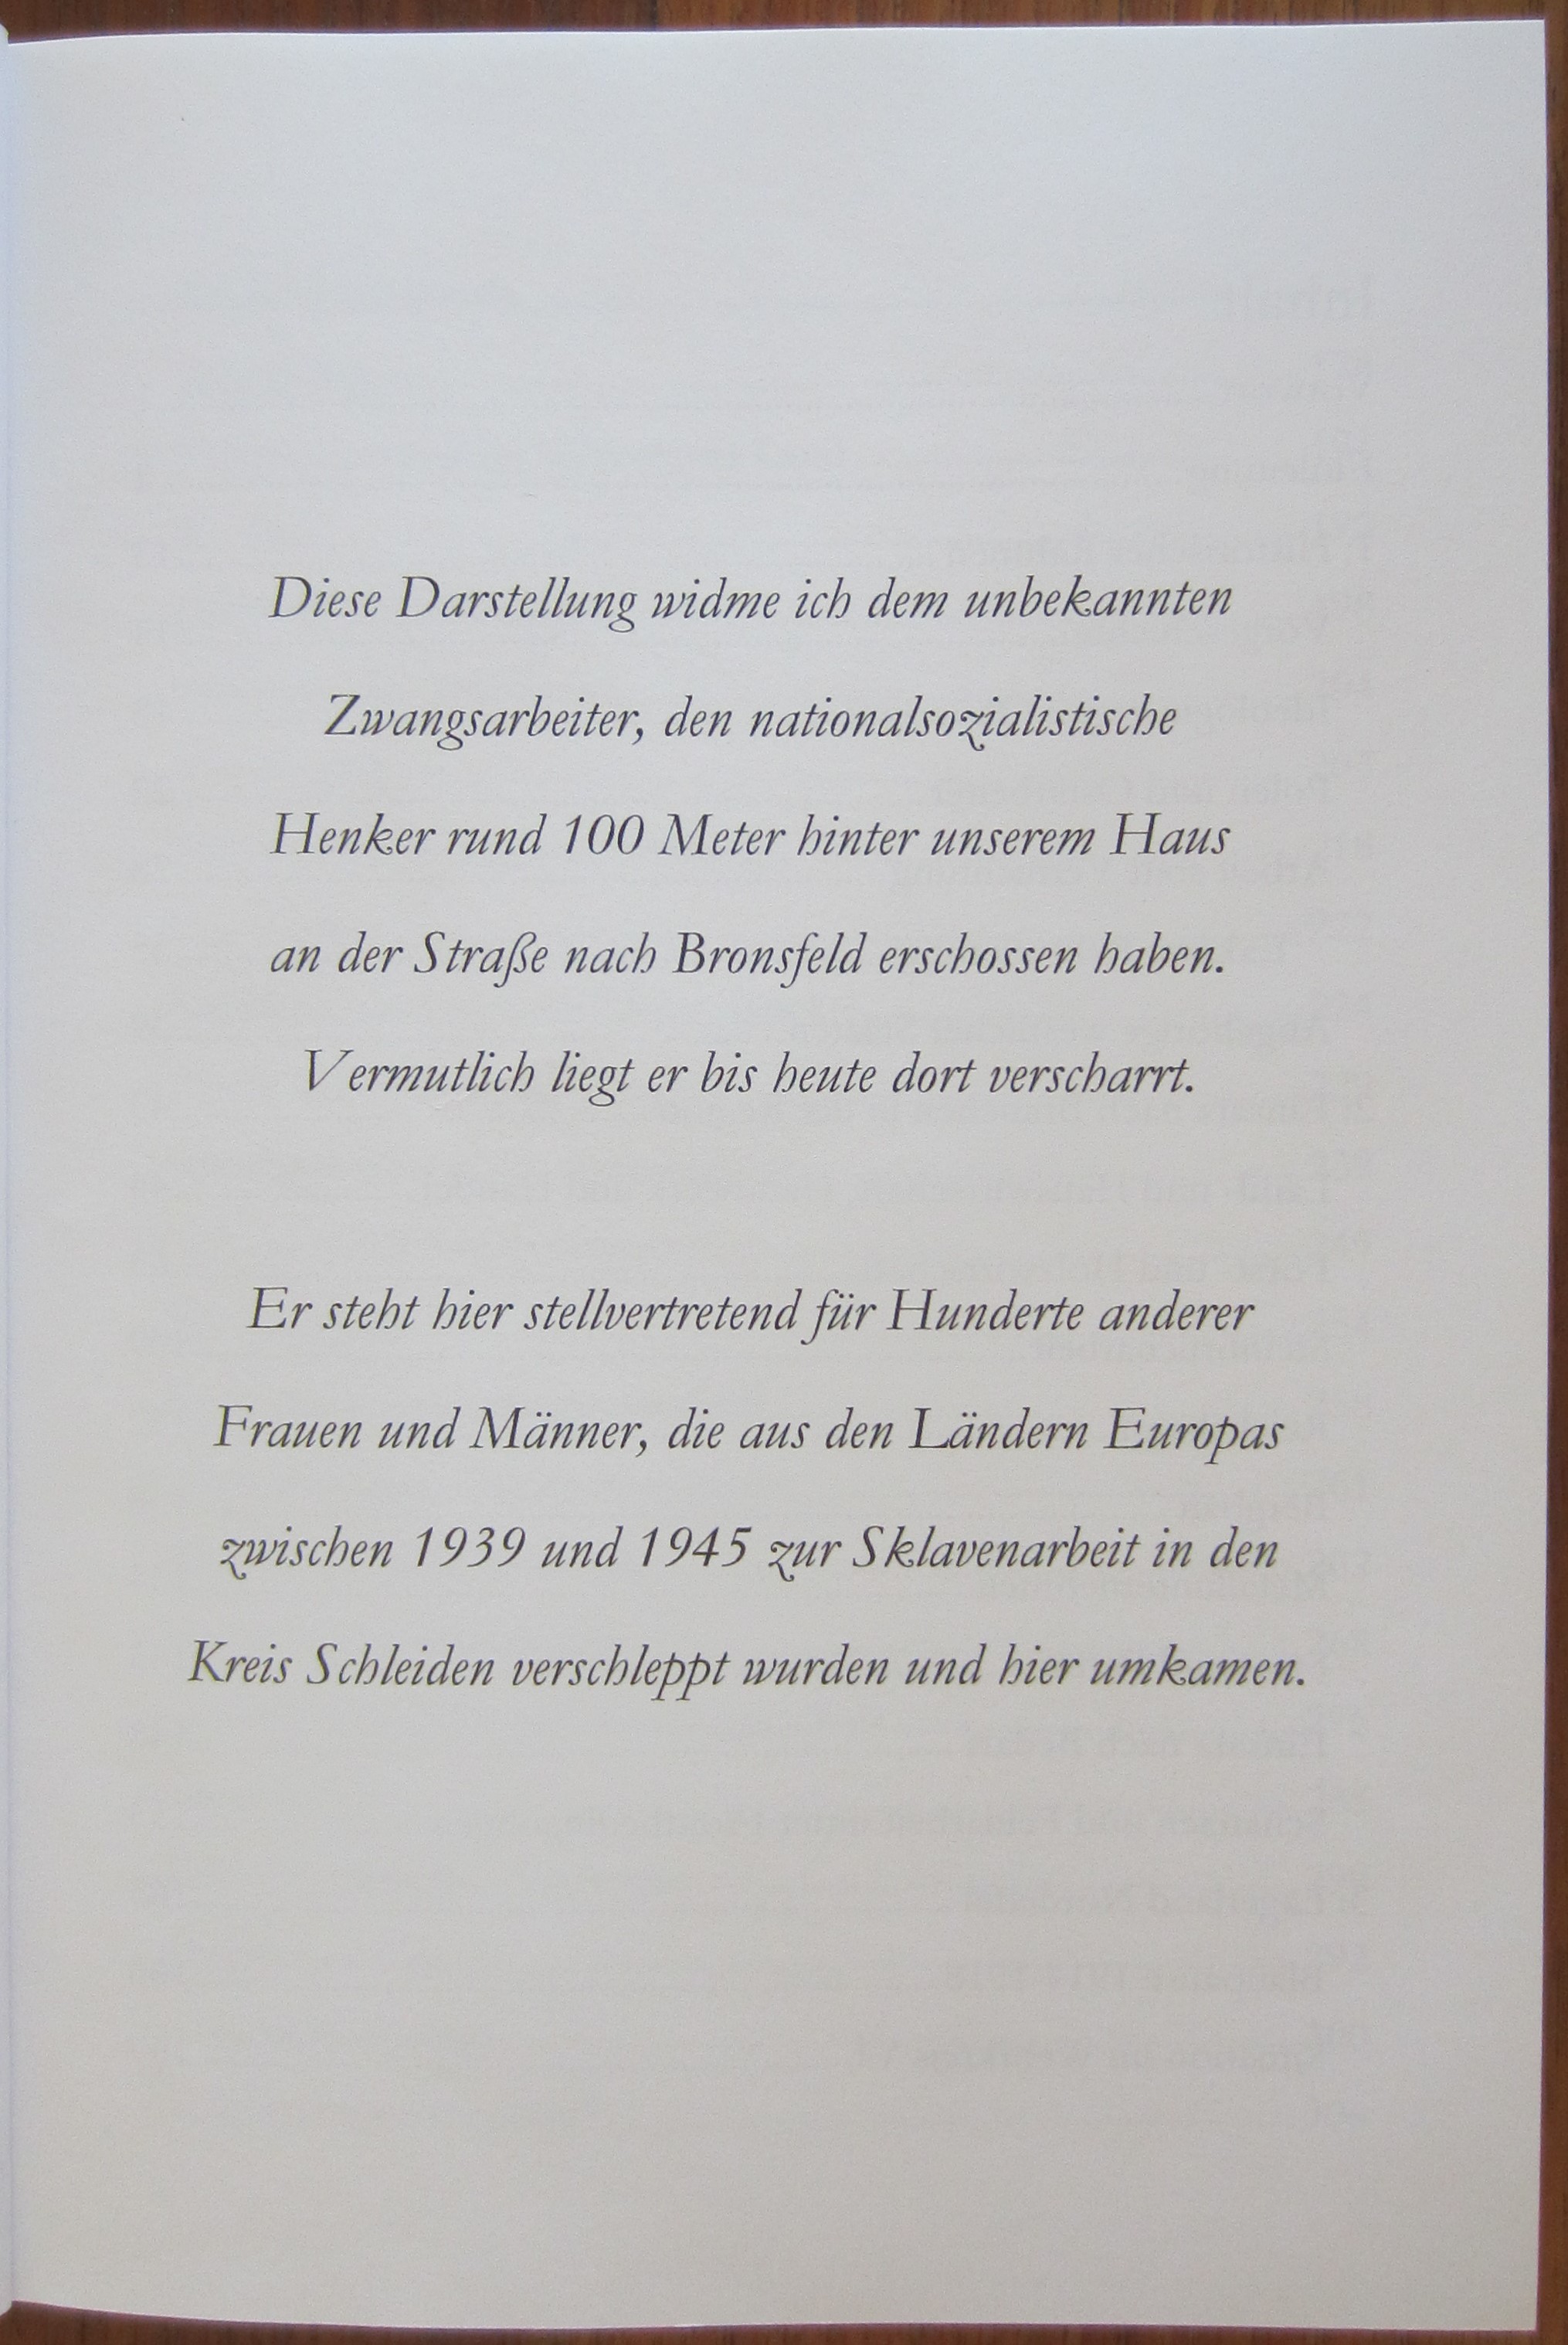 Diese Darstellung widme ich dem unbekannten
Zwangsarbeiter, den nationalsozialistische
Henker rund 100 Meter hinter unserem Haus
an der Straße nach Bronsfeld erschossen haben.
Vermutlich liegt er bis heute dort verscharrt.
Er steht hier stellvertretend für Hunderte anderer
Frauen und Männer, die aus den Ländern Europas
zwischen 1939 und 1945 zur Sklavenarbeit in den
Kreis Schleiden verschleppt wurden und hier umkamen.